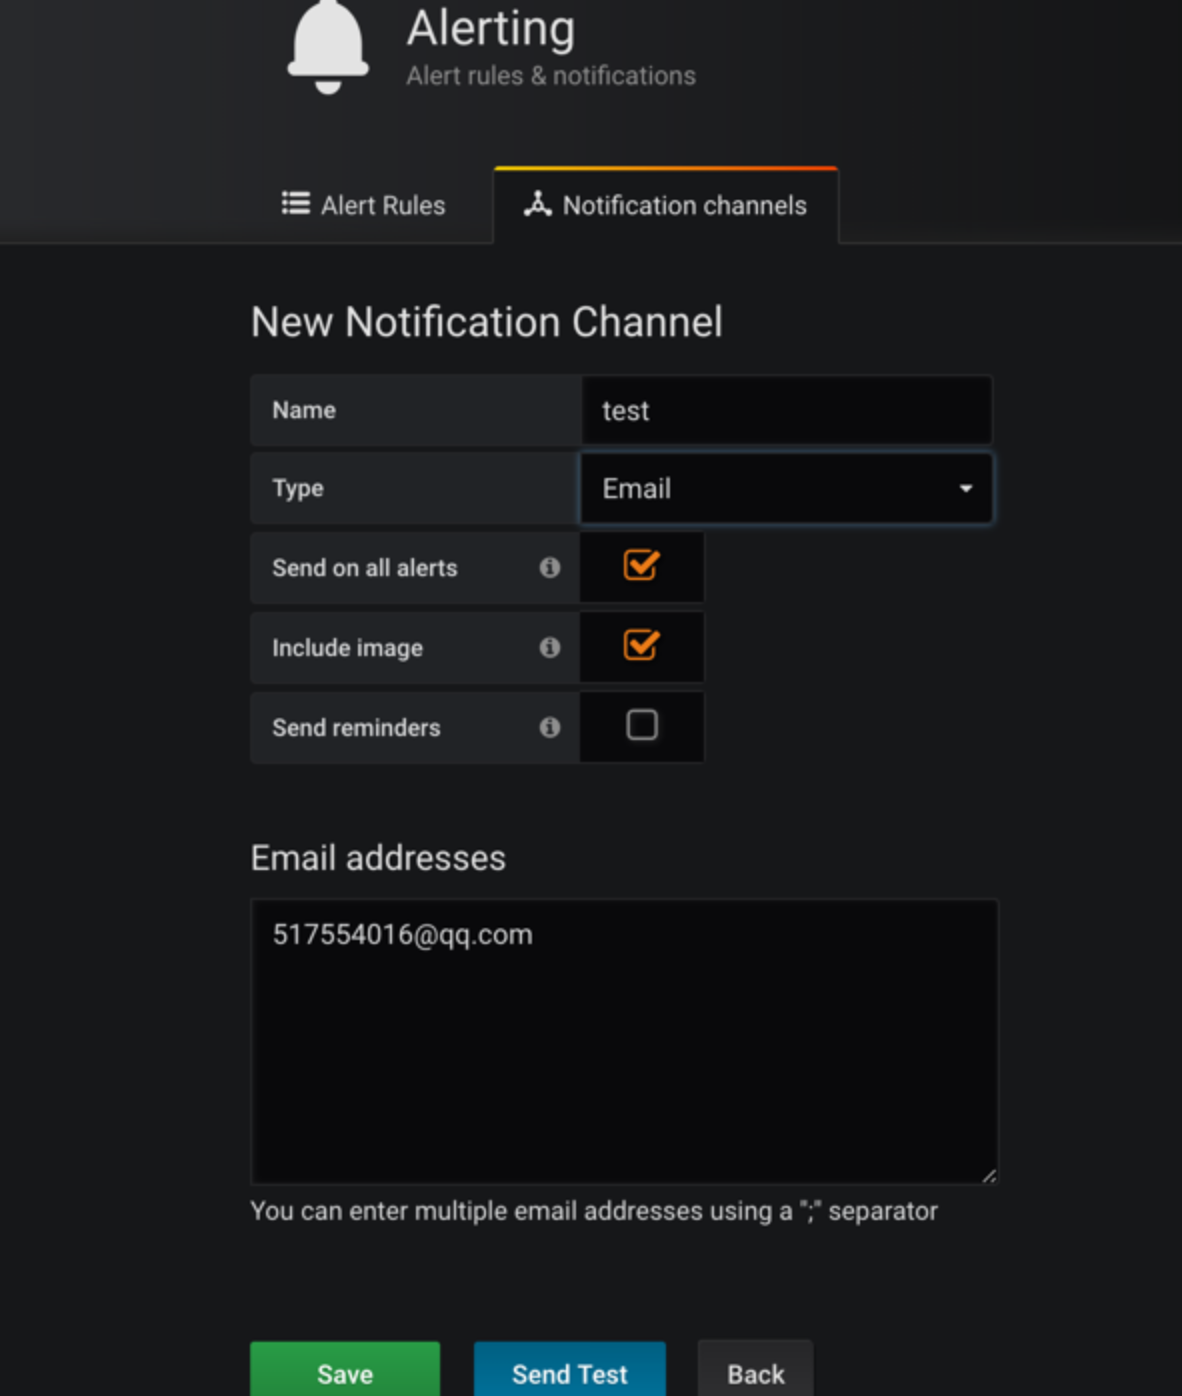 Alerting
Alert rules & notifications
Alert Rules
Notification channels
New Notification Channel
Name
test
Type
Email
Send on all alerts
Include image
Send reminders
Email addresses
517554016@qq.com
You can enter multiple email addresses using a ";" separator
Save
Send Test
Back